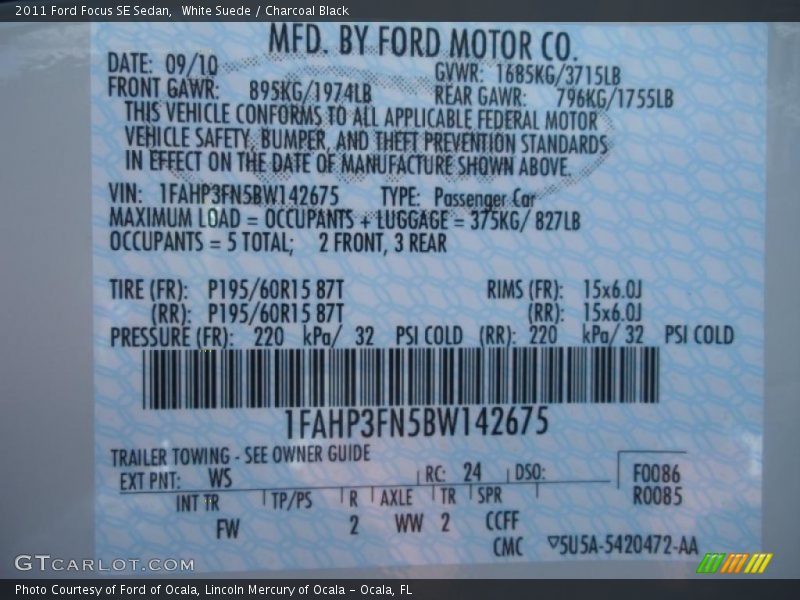 2011 Ford Focus SE Sedan,  White Suede / Charcoal Black
MFD. BY FORD MOTOR CO.
DATE: 09/10 GVWR: 1685KG/3715LB
FRONT GAWR: 895KG/1974LB REAR GAWR: 796KG/1755LB
THIS VEHICLE CONFORMS TO ALL APPLICABLE FEDERAL MOTOR
VEHICLE SAFETY, BUMPER, AND THEFT PREVENTION STANDARDS
IN EFFECT ON THE DATE OF MANUFACTURE SHOWN ABOVE.
VIN: 1FAHP3FN5BW142675 TYPE: Passenger Car
MAXIMUM LOAD = OCCUPANTS + LUGGAGE = 375KG/ 827LB
OCCUPANTS = 5 TOTAL; 2 FRONT, 3 REAR
TIRE (FR): P195/60R15 87T RIMS (FR): 15x6.0J
(RR): P195/60R15 87T (RR): 15x6.0J
PRESSURE (FR): 220 kPa/ 32 PSI COLD (RR): 220 kPa/ 32 PSI COLD
1FAHP3FN5BW142675
TRAILER TOWING - SEE OWNER GUIDE
EXT PNT: WS RC: 24 DSO: F0086
INT TR TP/PS R AXLE TR SPR R0085
FW 2 WW 2 CCFF
CMC ▽5U5A-5420472-AA
GTCARLOT.COM
Photo Courtesy of Ford of Ocala, Lincoln Mercury of Ocala – Ocala, FL